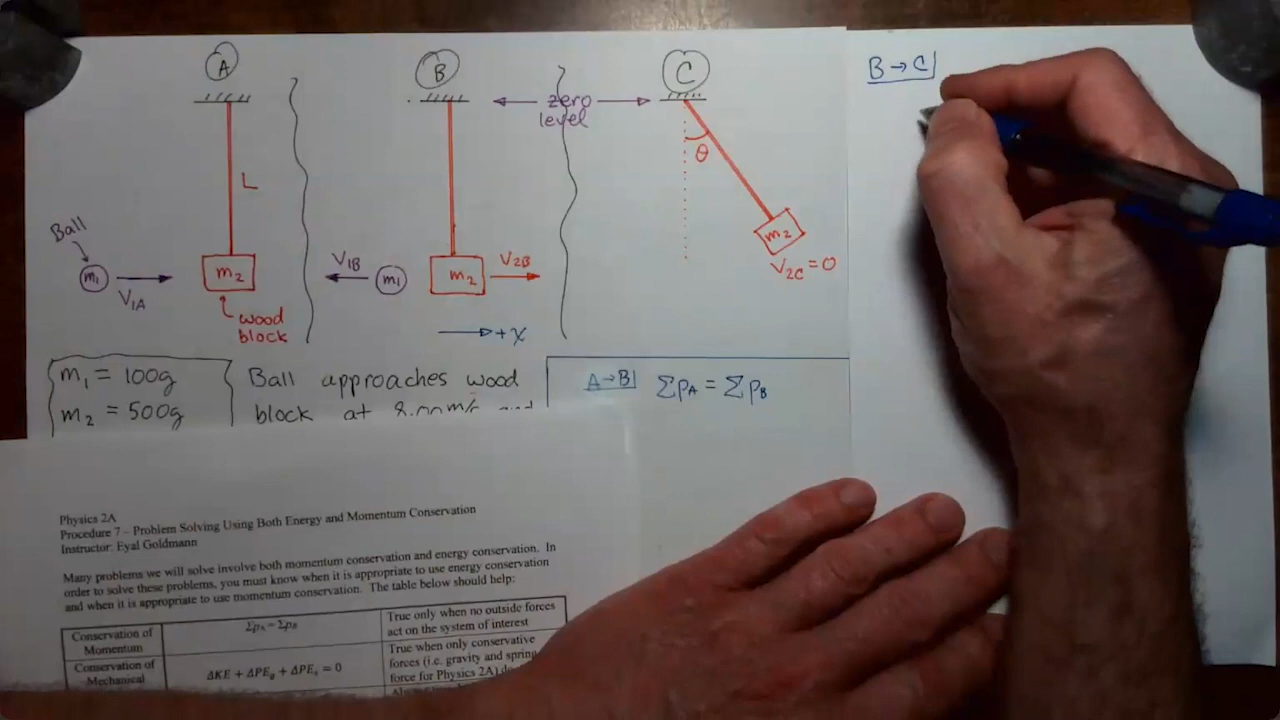 A
B
C
B → C
zero
level
θ
L
Ball
m₁
V₁A
m₂
wood
block
V₁B
m₁
m₂
V₂B
→ +x
m₂
V₂C = 0
m₁ = 100g
m₂ = 500g
Ball approaches wood
block at 8.00m/s and
A→B ΣpA = ΣpB
Physics 2A
Procedure 7 – Problem Solving Using Both Energy and Momentum Conservation
Instructor: Eyal Goldmann
Many problems we will solve involve both momentum conservation and energy conservation. In
order to solve these problems, you must know when it is appropriate to use energy conservation
and when it is appropriate to use momentum conservation. The table below should help:
Conservation of
Momentum
ΣpA = ΣpB
True only when no outside forces
act on the system of interest
Conservation of
Mechanical
ΔKE + ΔPEg + ΔPEs = 0
True when only conservative
forces (i.e. gravity and spring
force for Physics 2A)